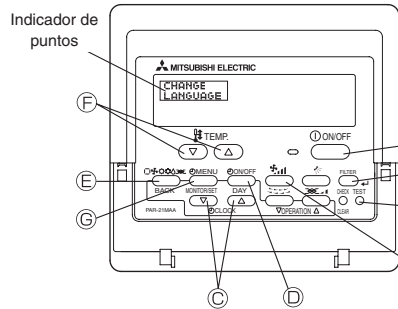 Indicador de
puntos
MITSUBISHI ELECTRIC
CHANGE
LANGUAGE
F
TEMP.
ON/OFF
E
MENU
ON/OFF
FILTER
BACK
MONITOR/SET
DAY
CHECK TEST
PAR-21MAA
CLOCK
OPERATION
CLEAR
G
C
D